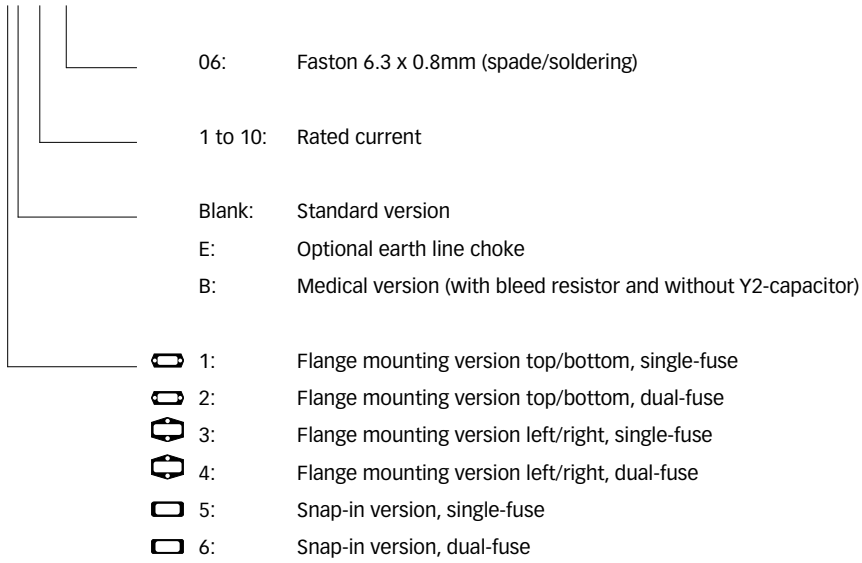 06: Faston 6.3 x 0.8mm (spade/soldering)
1 to 10: Rated current
Blank: Standard version
E: Optional earth line choke
B: Medical version (with bleed resistor and without Y2-capacitor)
1: Flange mounting version top/bottom, single-fuse
2: Flange mounting version top/bottom, dual-fuse
3: Flange mounting version left/right, single-fuse
4: Flange mounting version left/right, dual-fuse
5: Snap-in version, single-fuse
6: Snap-in version, dual-fuse